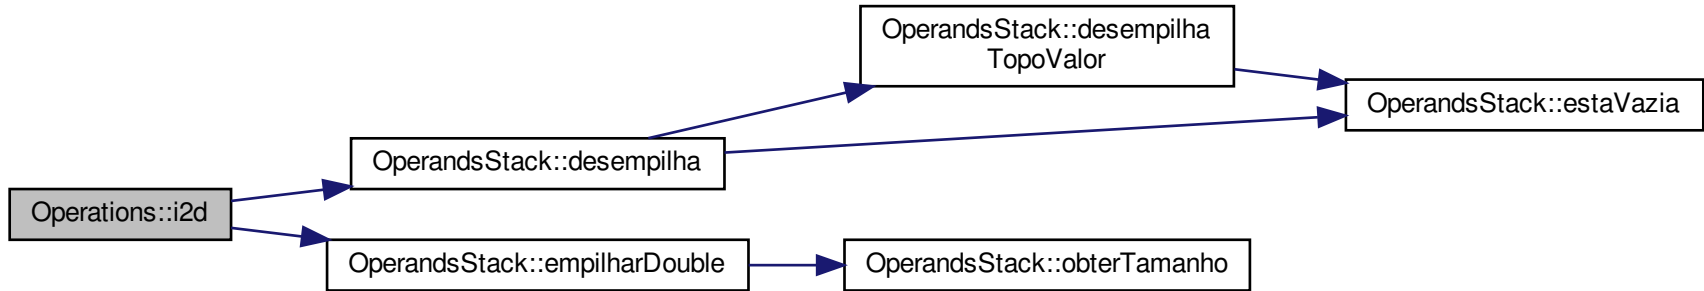 Operations::i2d
OperandsStack::desempilha
OperandsStack::desempilha
TopoValor
OperandsStack::estaVazia
OperandsStack::empilharDouble
OperandsStack::obterTamanho